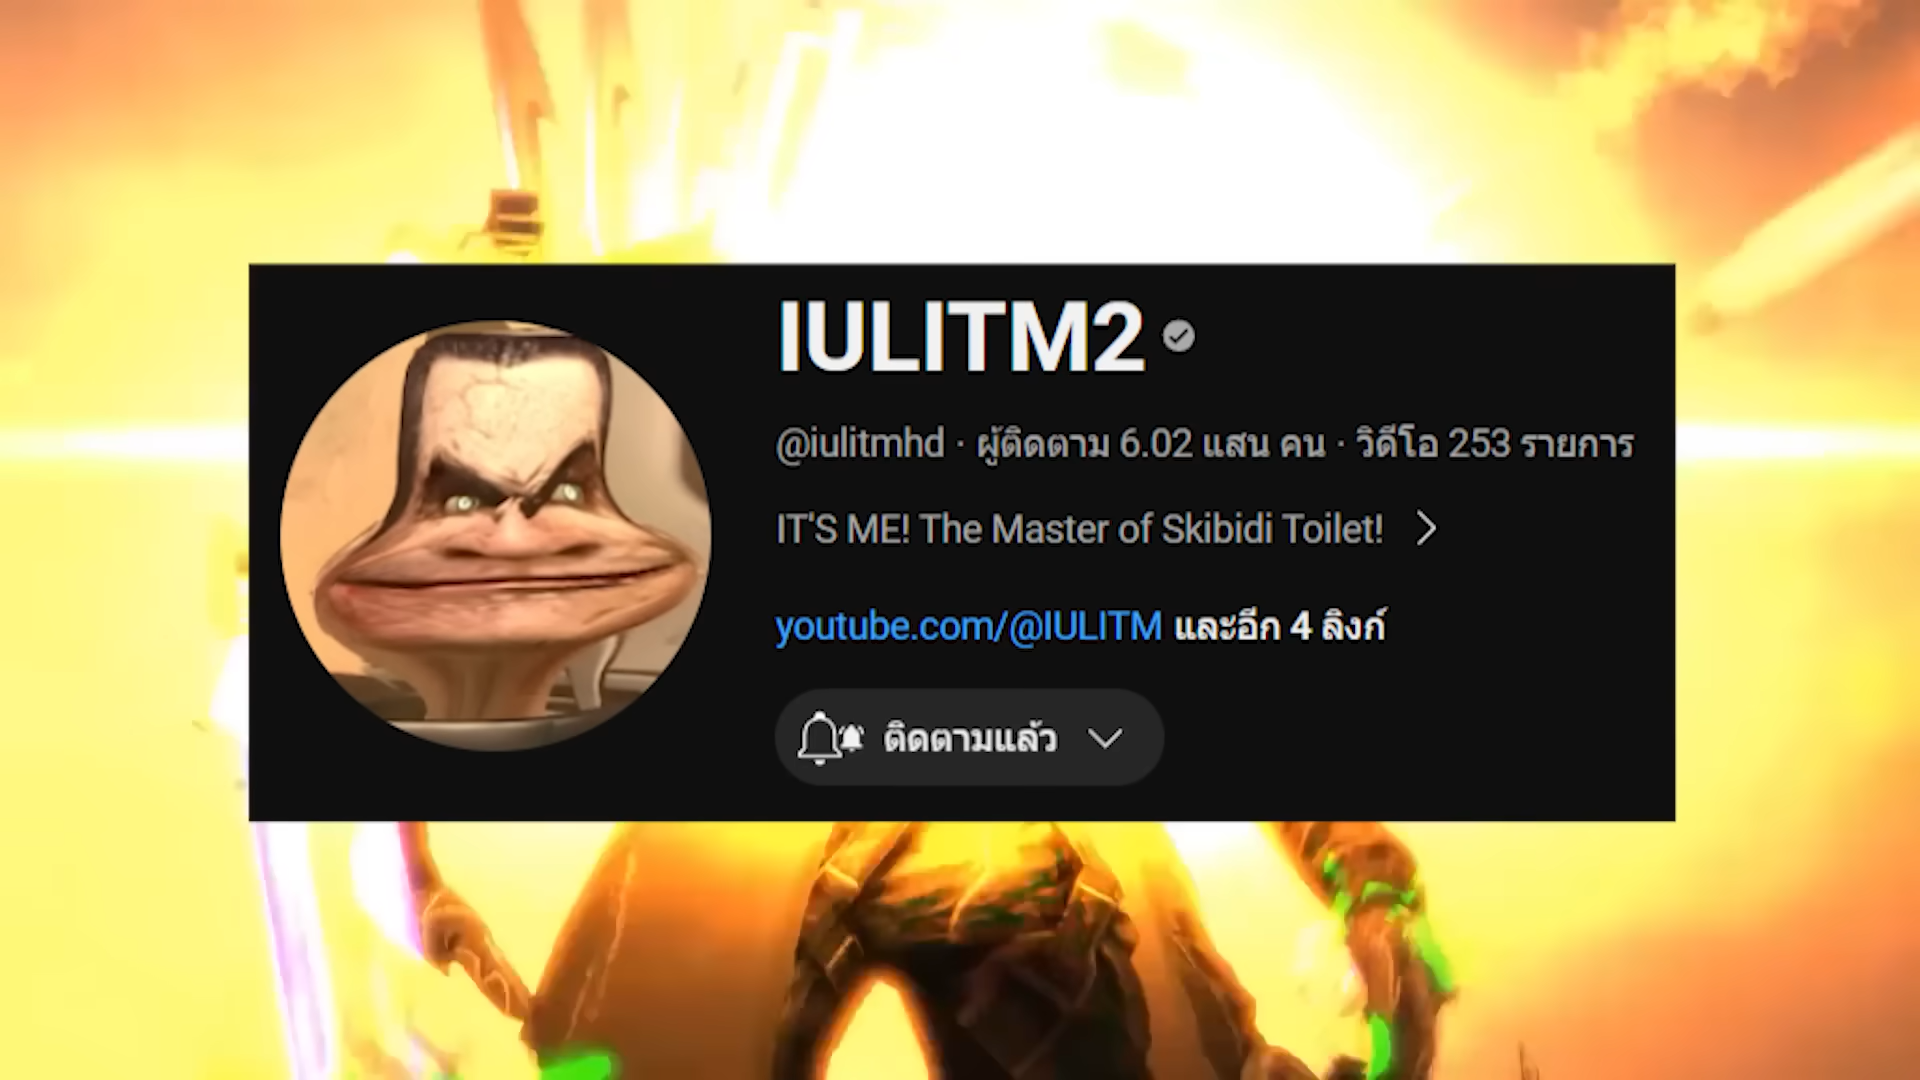 IULITM2
@iulitmhd · ผู้ติดตาม 6.02 แสน คน · วิดีโอ 253 รายการ
IT'S ME! The Master of Skibidi Toilet!
youtube.com/@IULITM และอีก 4 ลิงก์
ติดตามแล้ว